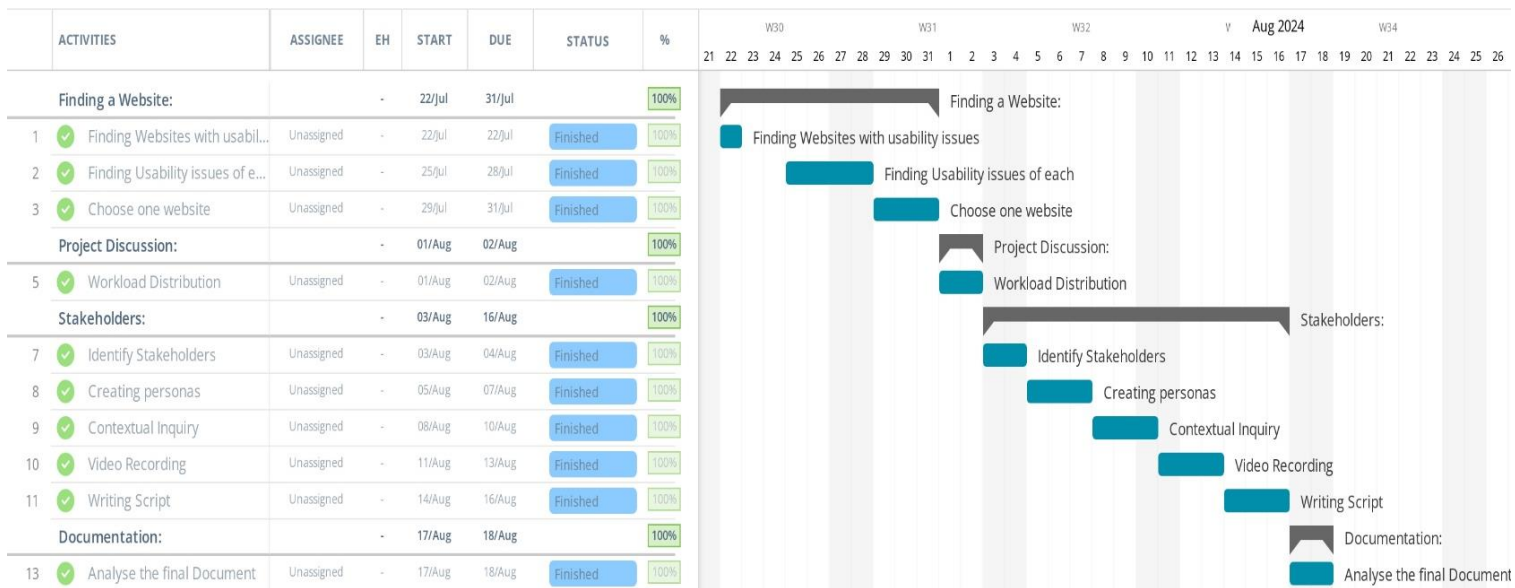 W30 W31 W32 Aug 2024 W34
ACTIVITIES ASSIGNEE EH START DUE STATUS %
21 22 23 24 25 26 27 28 29 30 31 1 2 3 4 5 6 7 8 9 10 11 12 13 14 15 16 17 18 19 20 21 22 23 24 25 26
Finding a Website: - 22/Jul 31/Jul 100% Finding a Website:
1 Finding Websites with usabil... Unassigned - 22/Jul 22/Jul Finished 100% Finding Websites with usability issues
2 Finding Usability issues of e... Unassigned - 25/Jul 28/Jul Finished 100% Finding Usability issues of each
3 Choose one website Unassigned - 29/Jul 31/Jul Finished 100% Choose one website
Project Discussion: - 01/Aug 02/Aug 100% Project Discussion:
5 Workload Distribution Unassigned - 01/Aug 02/Aug Finished 100% Workload Distribution
Stakeholders: - 03/Aug 16/Aug 100% Stakeholders:
7 Identify Stakeholders Unassigned - 03/Aug 04/Aug Finished 100% Identify Stakeholders
8 Creating personas Unassigned - 05/Aug 07/Aug Finished 100% Creating personas
9 Contextual Inquiry Unassigned - 08/Aug 10/Aug Finished 100% Contextual Inquiry
10 Video Recording Unassigned - 11/Aug 13/Aug Finished 100% Video Recording
11 Writing Script Unassigned - 14/Aug 16/Aug Finished 100% Writing Script
Documentation: - 17/Aug 18/Aug 100% Documentation:
13 Analyse the final Document Unassigned - 17/Aug 18/Aug Finished 100% Analyse the final Document